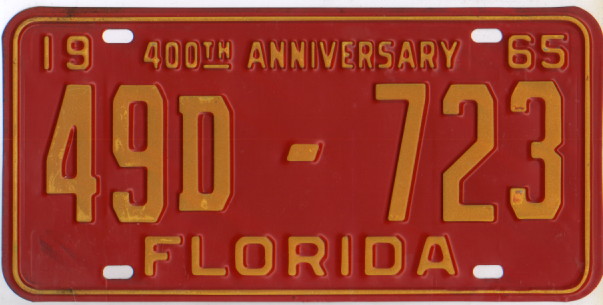 19 400TH ANNIVERSARY 65
49D - 723
FLORIDA